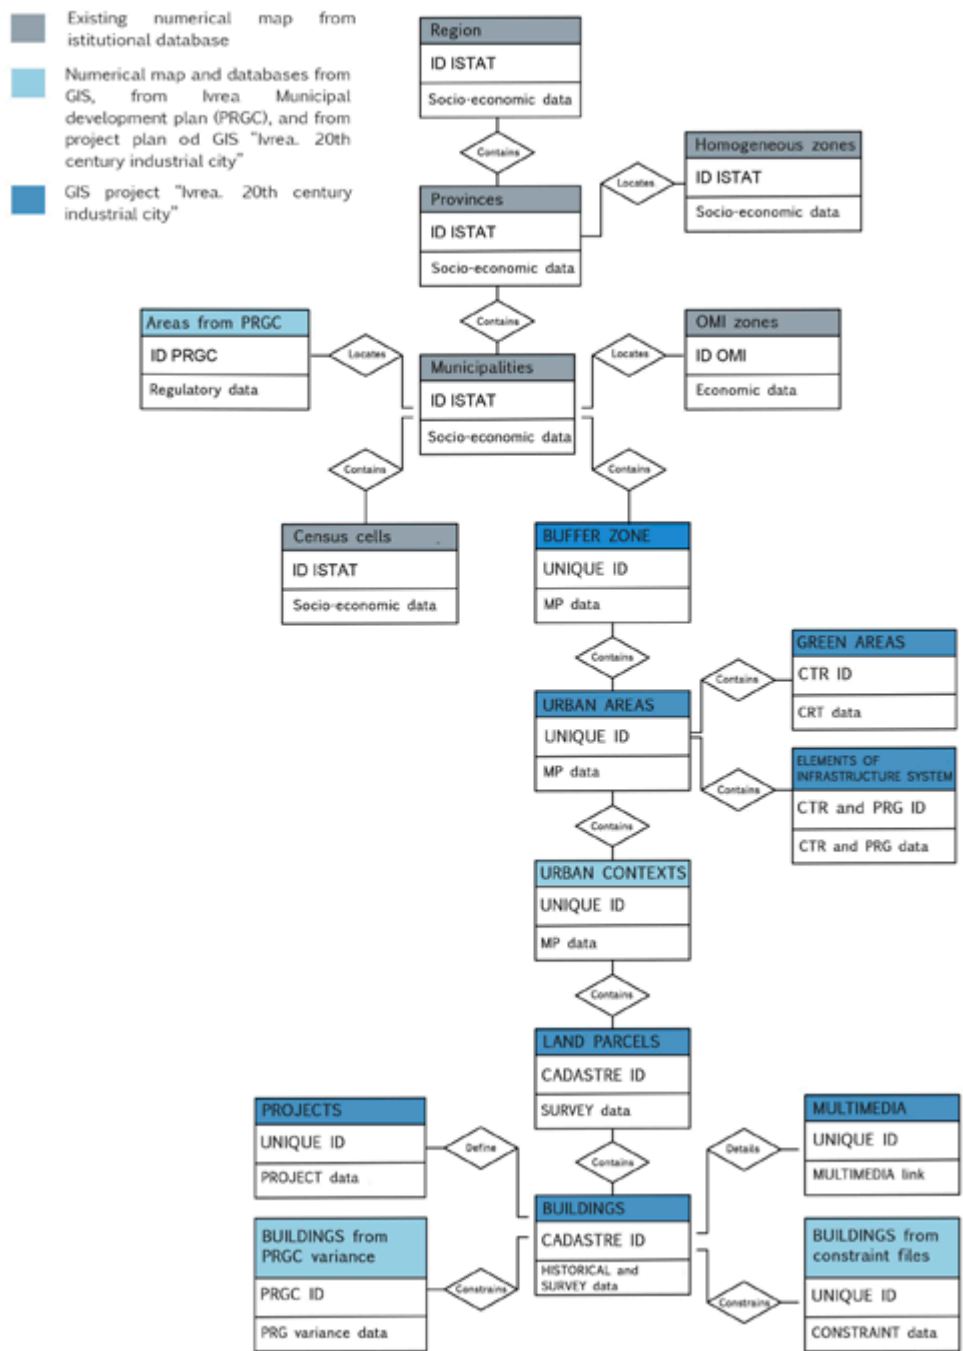 Existing numerical map from
istitutional database
Numerical map and databases from
GIS, from Ivrea Municipal
development plan (PRGC), and from
project plan od GIS "Ivrea. 20th
century industrial city"
GIS project "Ivrea. 20th century
industrial city"
Region
ID ISTAT
Socio-economic data
Contains
Homogeneous zones
ID ISTAT
Socio-economic data
Locates
Provinces
ID ISTAT
Socio-economic data
Contains
Areas from PRGC
ID PRGC
Regulatory data
Locates
Municipalities
ID ISTAT
Socio-economic data
Locates
OMI zones
ID OMI
Economic data
Contains
Contains
Census cells
ID ISTAT
Socio-economic data
BUFFER ZONE
UNIQUE ID
MP data
Contains
GREEN AREAS
CTR ID
CRT data
Contains
URBAN AREAS
UNIQUE ID
MP data
Contains
ELEMENTS OF
INFRASTRUCTURE SYSTEM
CTR and PRG ID
CTR and PRG data
Contains
URBAN CONTEXTS
UNIQUE ID
MP data
Contains
LAND PARCELS
CADASTRE ID
SURVEY data
Contains
PROJECTS
UNIQUE ID
PROJECT data
Define
Details
MULTIMEDIA
UNIQUE ID
MULTIMEDIA link
BUILDINGS
CADASTRE ID
HISTORICAL and
SURVEY data
BUILDINGS from
PRGC variance
PRGC ID
PRG variance data
Constrains
Constrains
BUILDINGS from
constraint files
UNIQUE ID
CONSTRAINT data